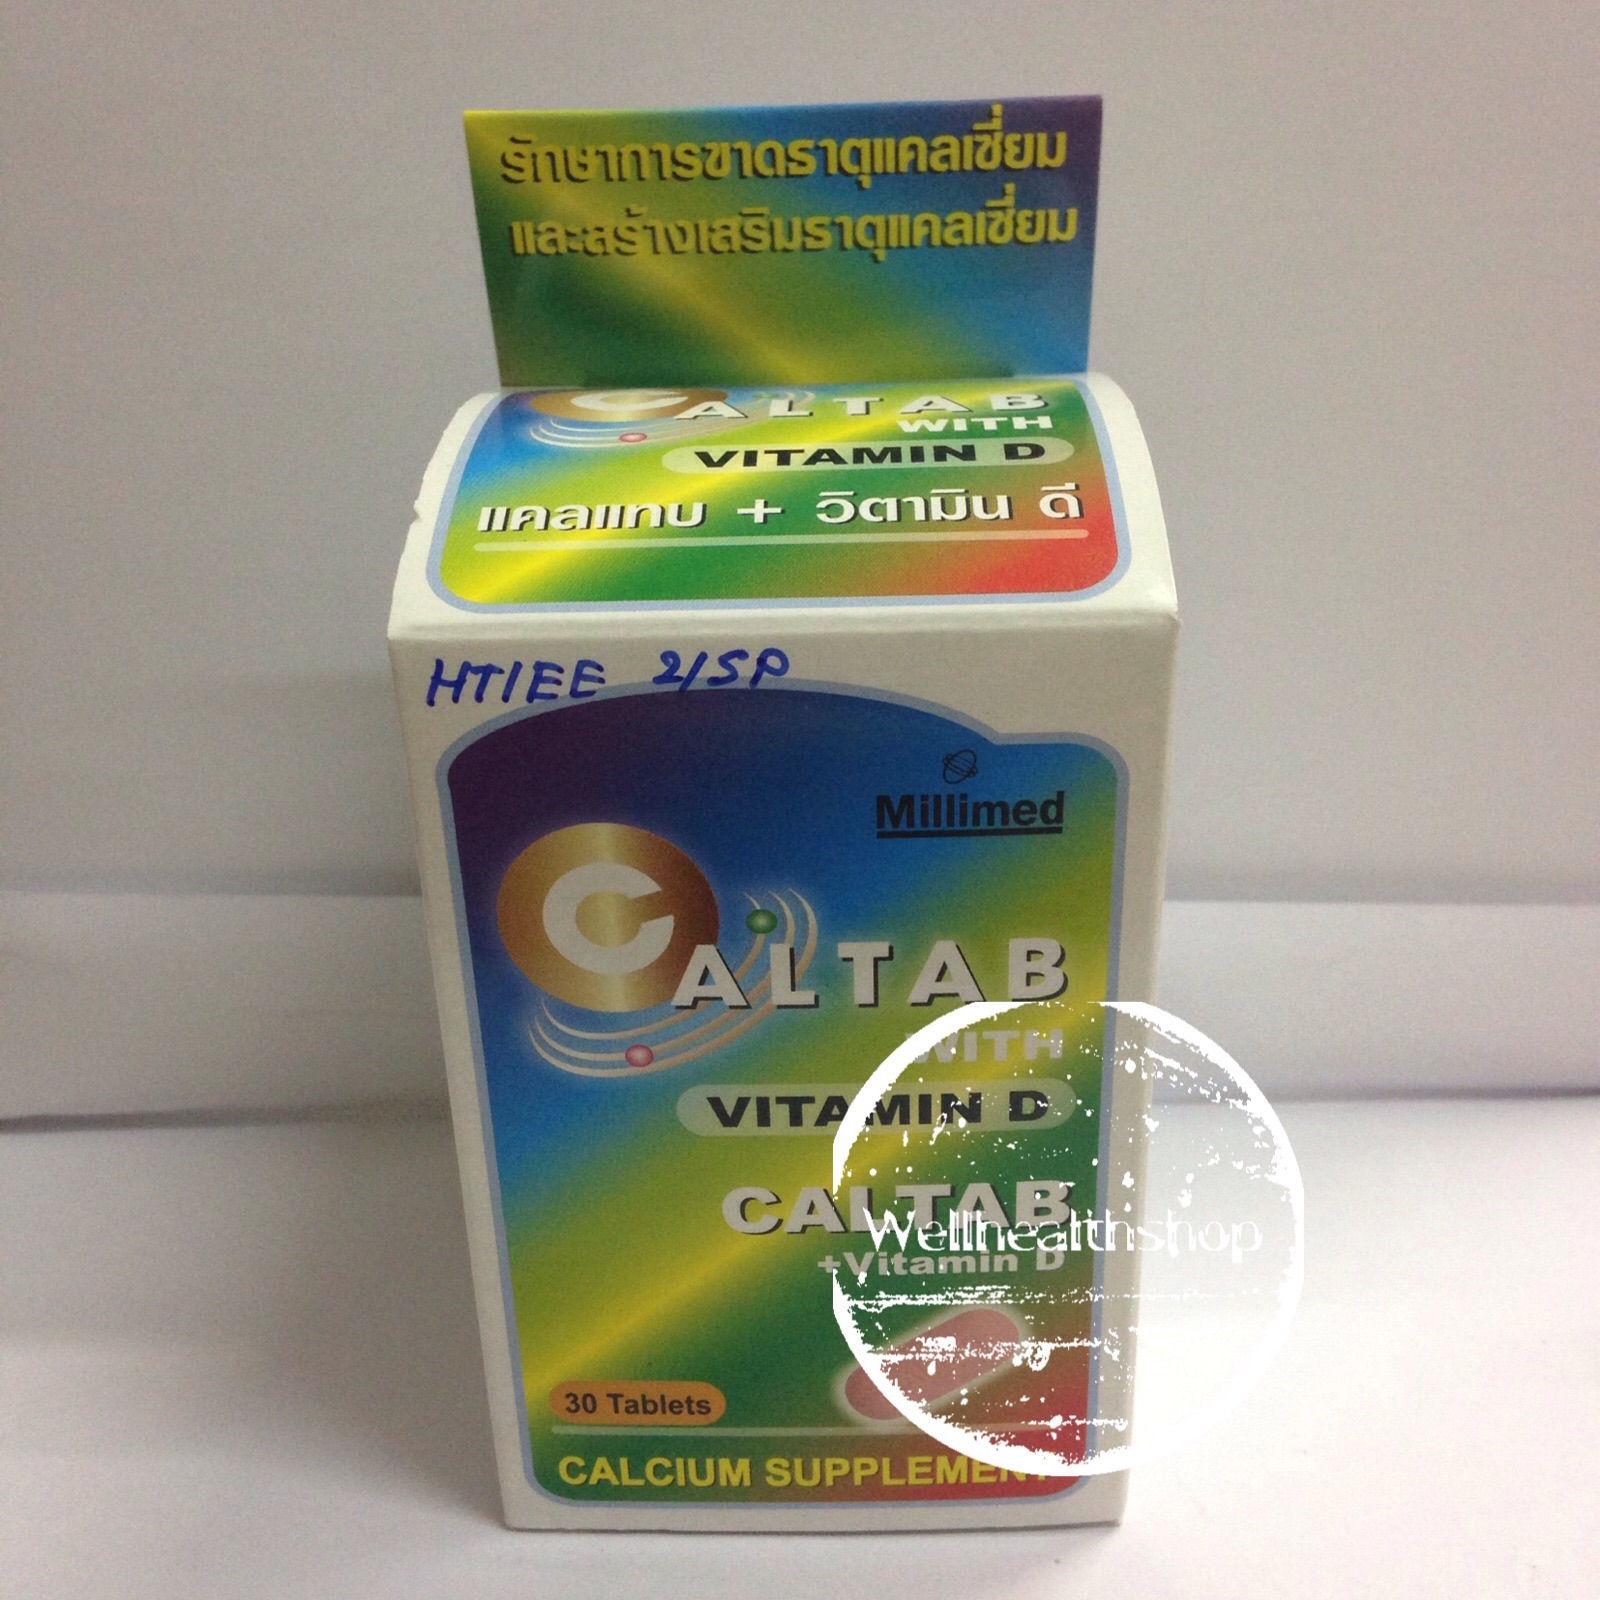 รักษาการขาดธาตุแคลเซี่ยม
และสร้างเสริมธาตุแคลเซี่ยม
CALTAB
WITH
VITAMIN D
แคลแทบ + วิตามิน ดี
HTIEE 2/SP
Millimed
CALTAB
WITH
VITAMIN D
CALTAB
Wellhealthshop
+Vitamin D
30 Tablets
CALCIUM SUPPLEMENT